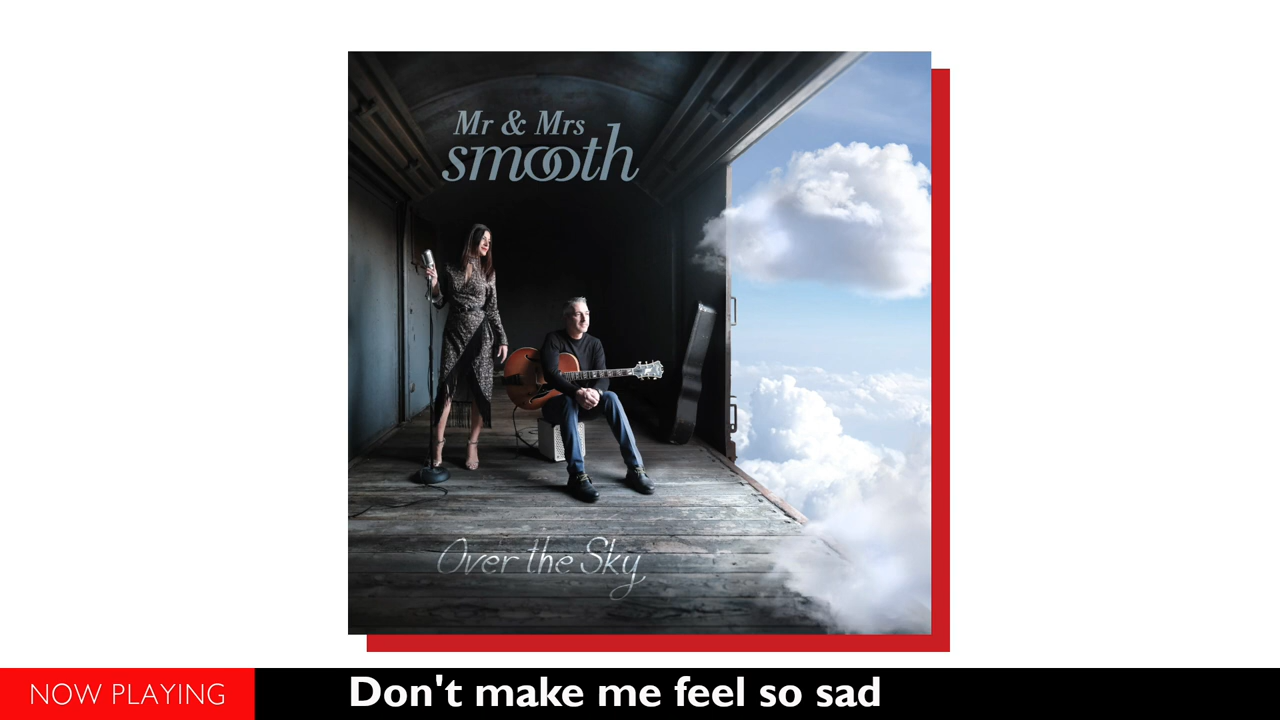 Mr & Mrs
smooth
Over the Sky
NOW PLAYING
Don't make me feel so sad